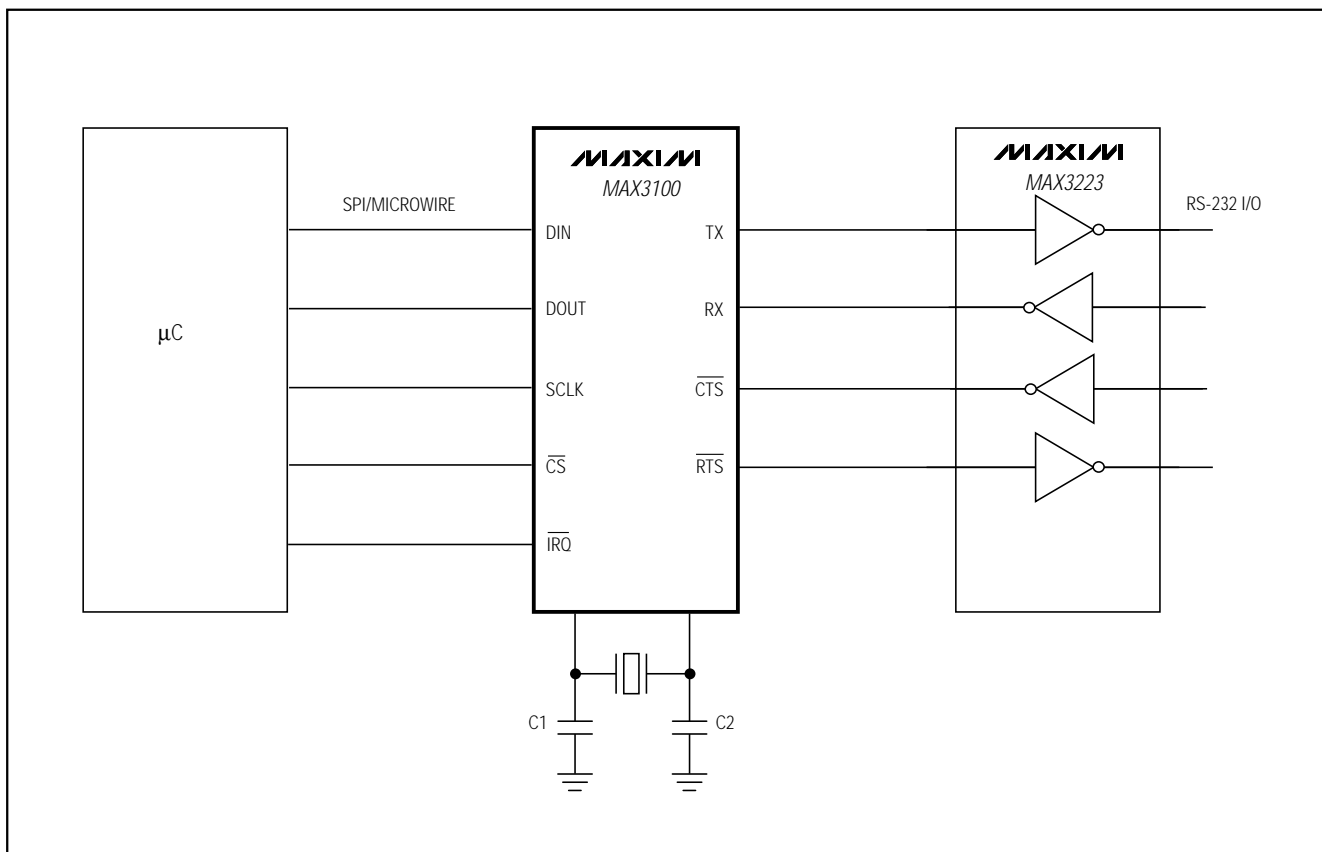 MAXIM
MAX3100
MAXIM
MAX3223
SPI/MICROWIRE
RS-232 I/O
DIN
TX
DOUT
RX
μC
SCLK
CTS
CS
RTS
IRQ
C1
C2